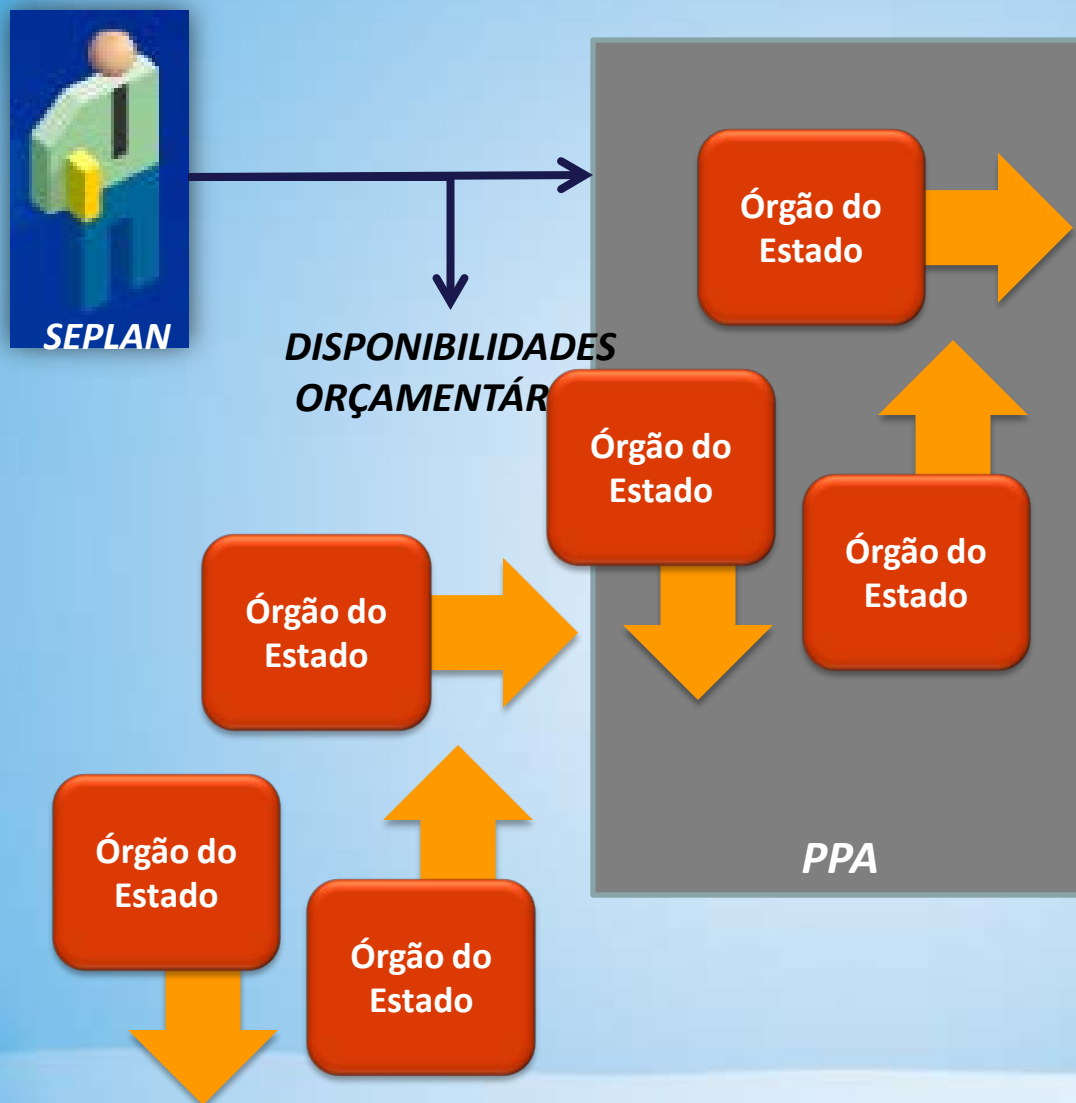 SEPLAN
DISPONIBILIDADES
ORÇAMENTÁR
Órgão do
Estado
Órgão do
Estado
Órgão do
Estado
Órgão do
Estado
Órgão do
Estado
Órgão do
Estado
PPA